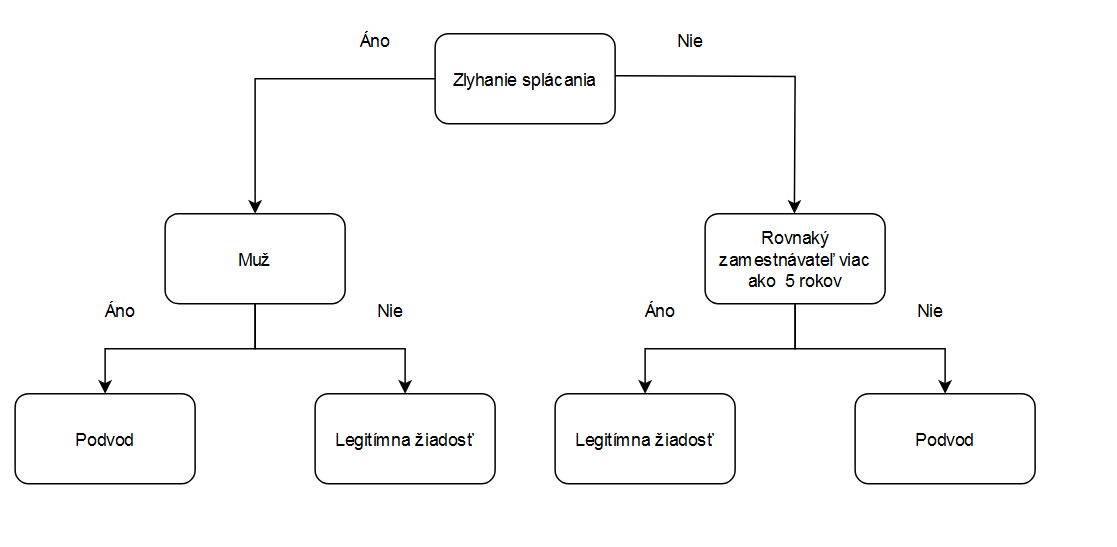 Áno
Nie
Zlyhanie splácania
Muž
Rovnaký
zamestnávateľ viac
ako 5 rokov
Áno
Nie
Áno
Nie
Podvod
Legitímna žiadosť
Legitímna žiadosť
Podvod